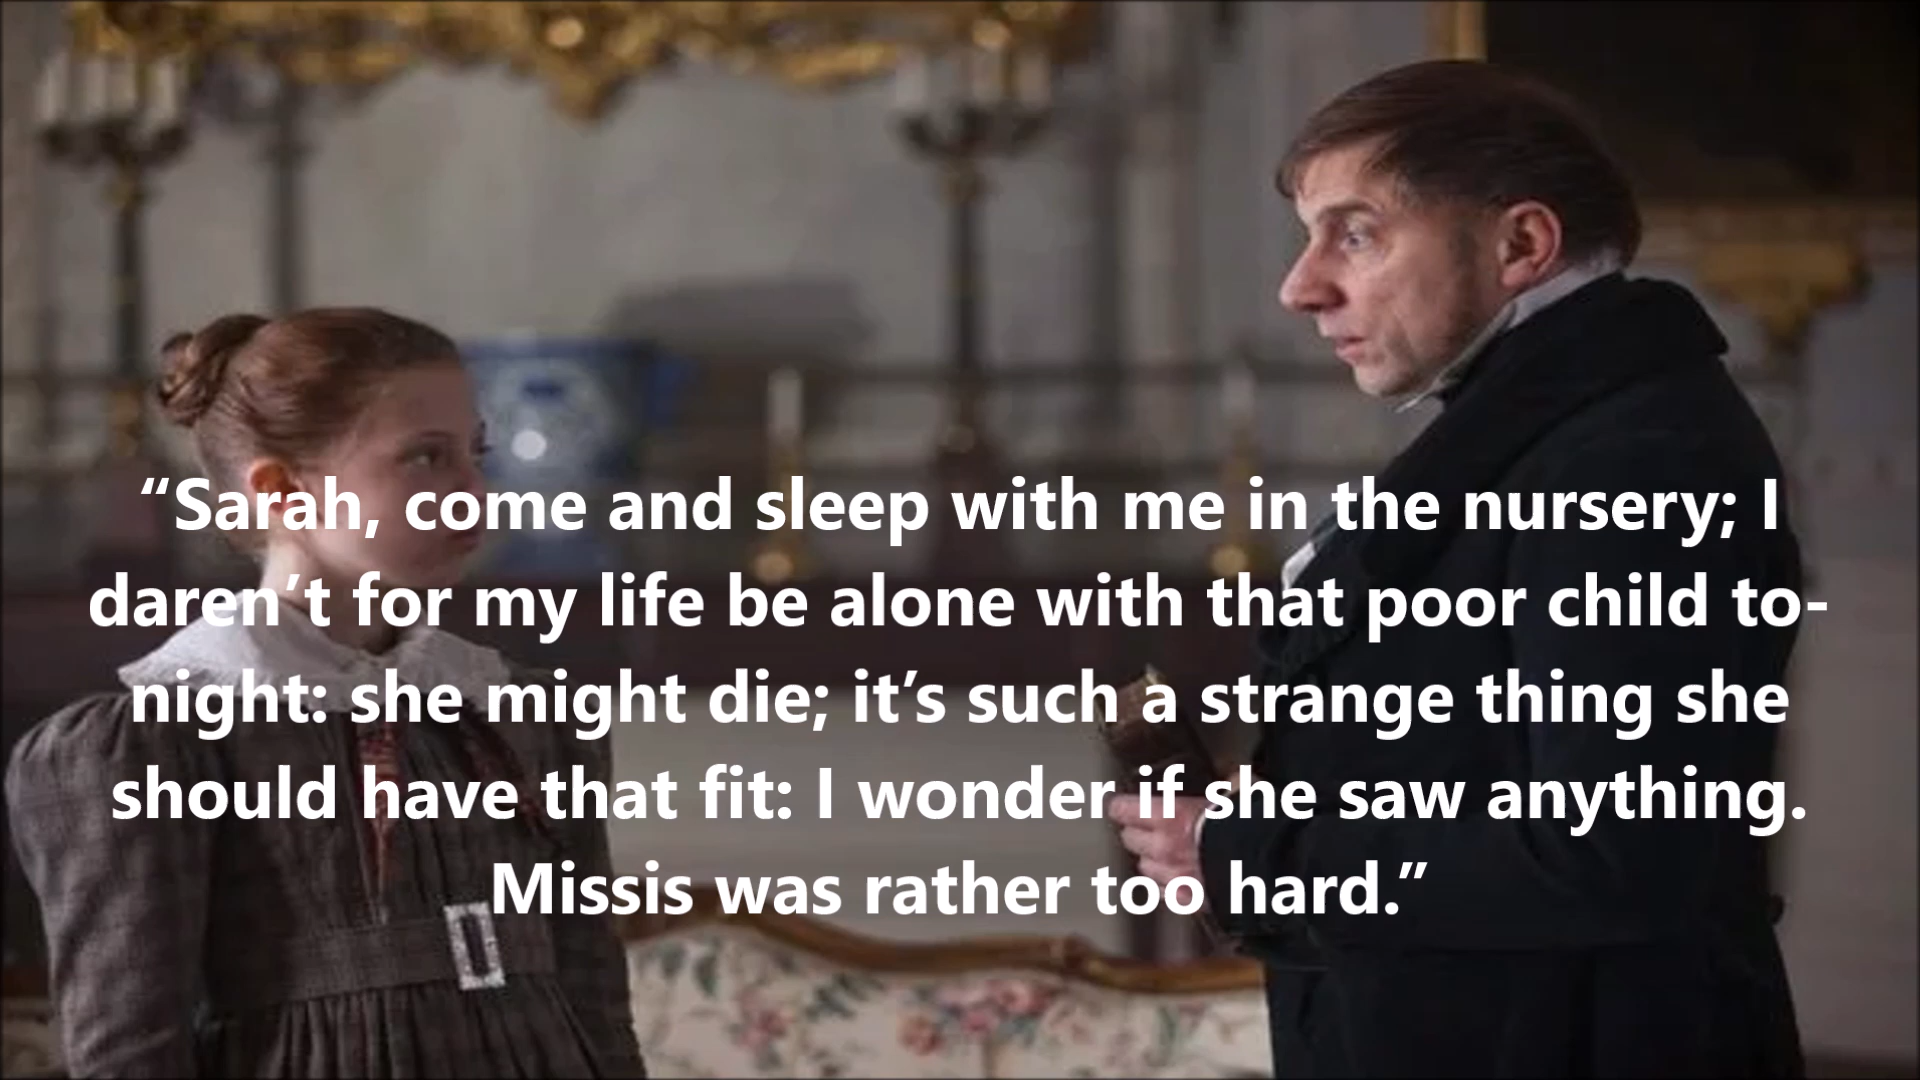 “Sarah, come and sleep with me in the nursery; I
daren’t for my life be alone with that poor child to-
night: she might die; it’s such a strange thing she
should have that fit: I wonder if she saw anything.
Missis was rather too hard.”